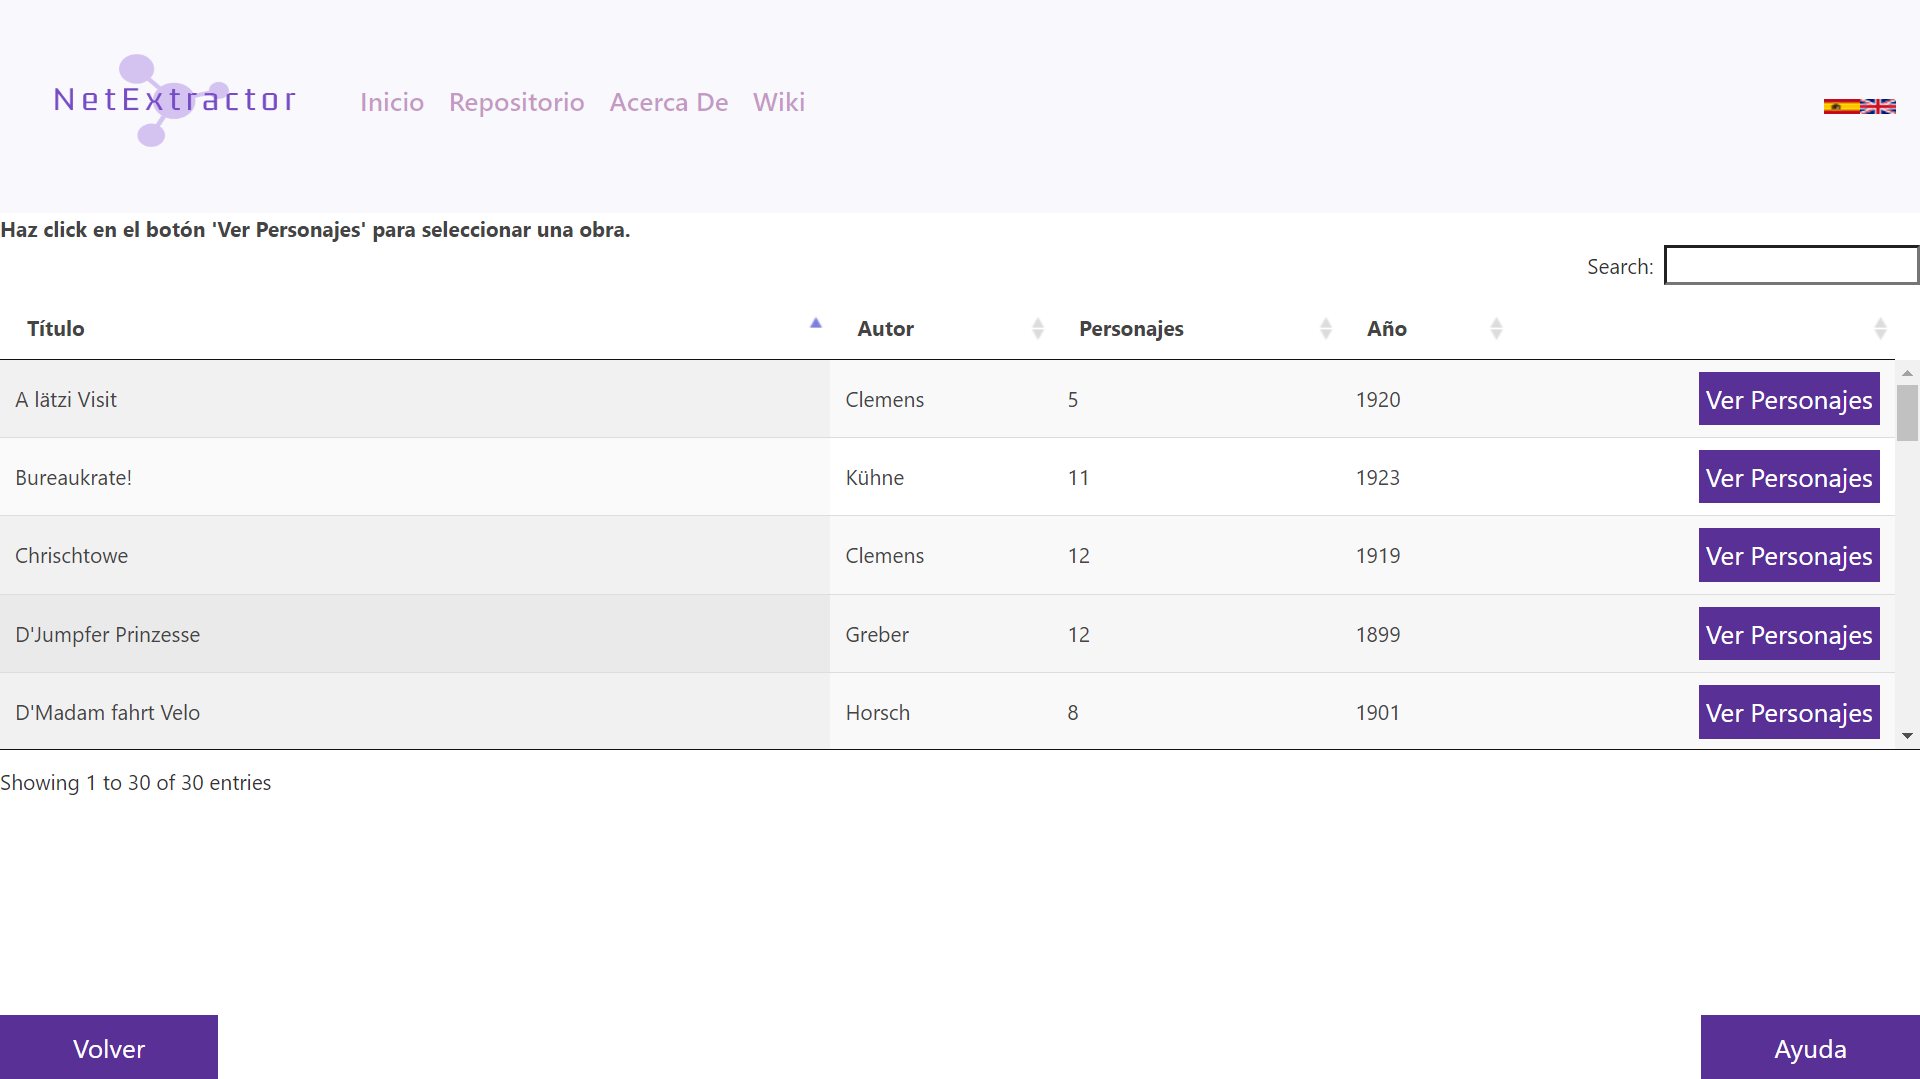 NetExtractor Inicio Repositorio Acerca De Wiki
Haz click en el botón 'Ver Personajes' para seleccionar una obra.
Search:
Título Autor Personajes Año
A lätzi Visit Clemens 5 1920 Ver Personajes
Bureaukrate! Kühne 11 1923 Ver Personajes
Chrischtowe Clemens 12 1919 Ver Personajes
D'Jumpfer Prinzesse Greber 12 1899 Ver Personajes
D'Madam fahrt Velo Horsch 8 1901 Ver Personajes
Showing 1 to 30 of 30 entries
Volver Ayuda